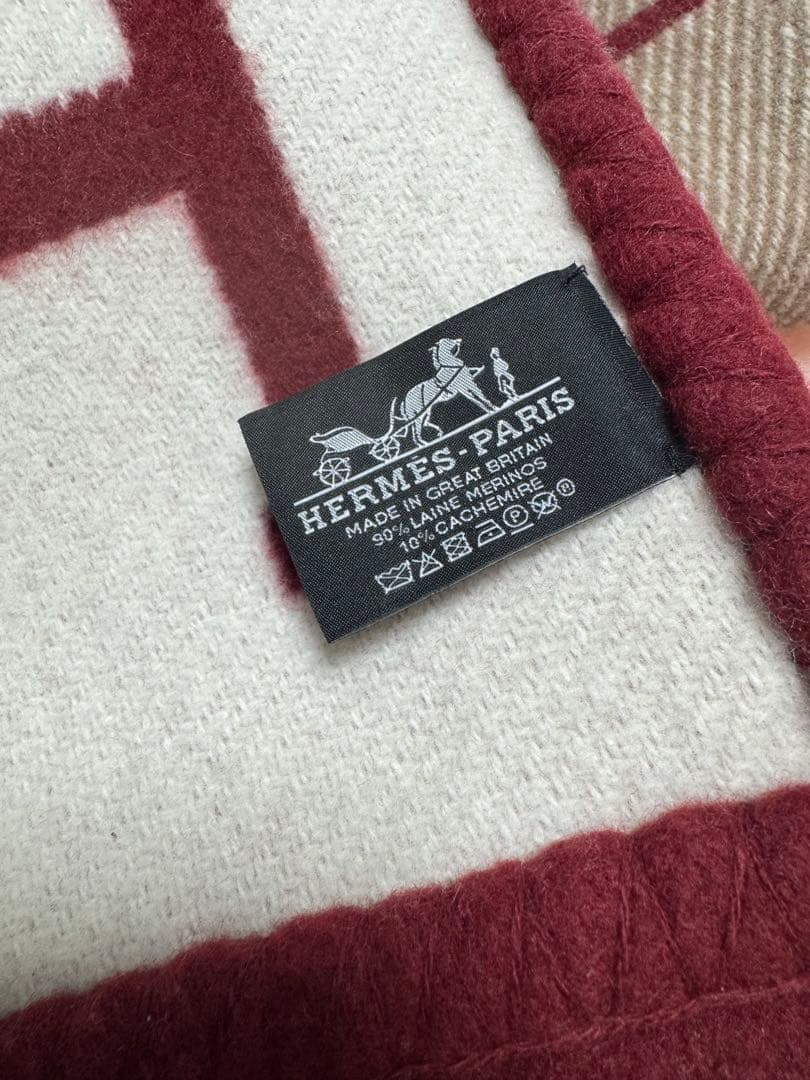 HERMÈS-PARIS
MADE IN GREAT BRITAIN
90% LAINE MERINOS
10% CACHEMIRE
Ⓟ ®